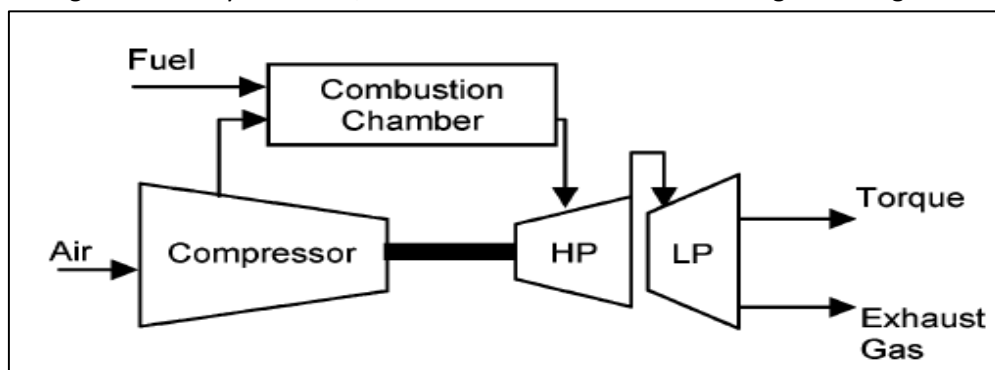 Fuel
Combustion
Chamber
Air
Compressor
HP
LP
Torque
Exhaust
Gas